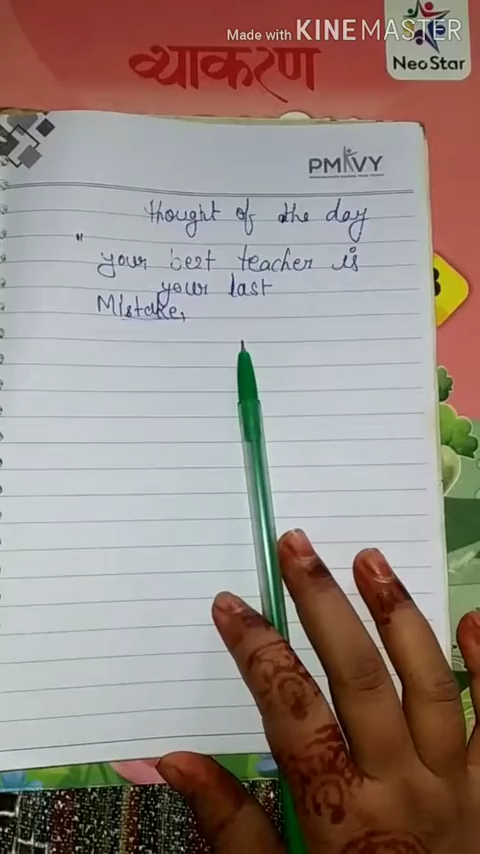 Made with KINEMASTER
NeoStar
व्याकरण
PMKVY
thought of the day
" your best teacher is
your last
Mistake,